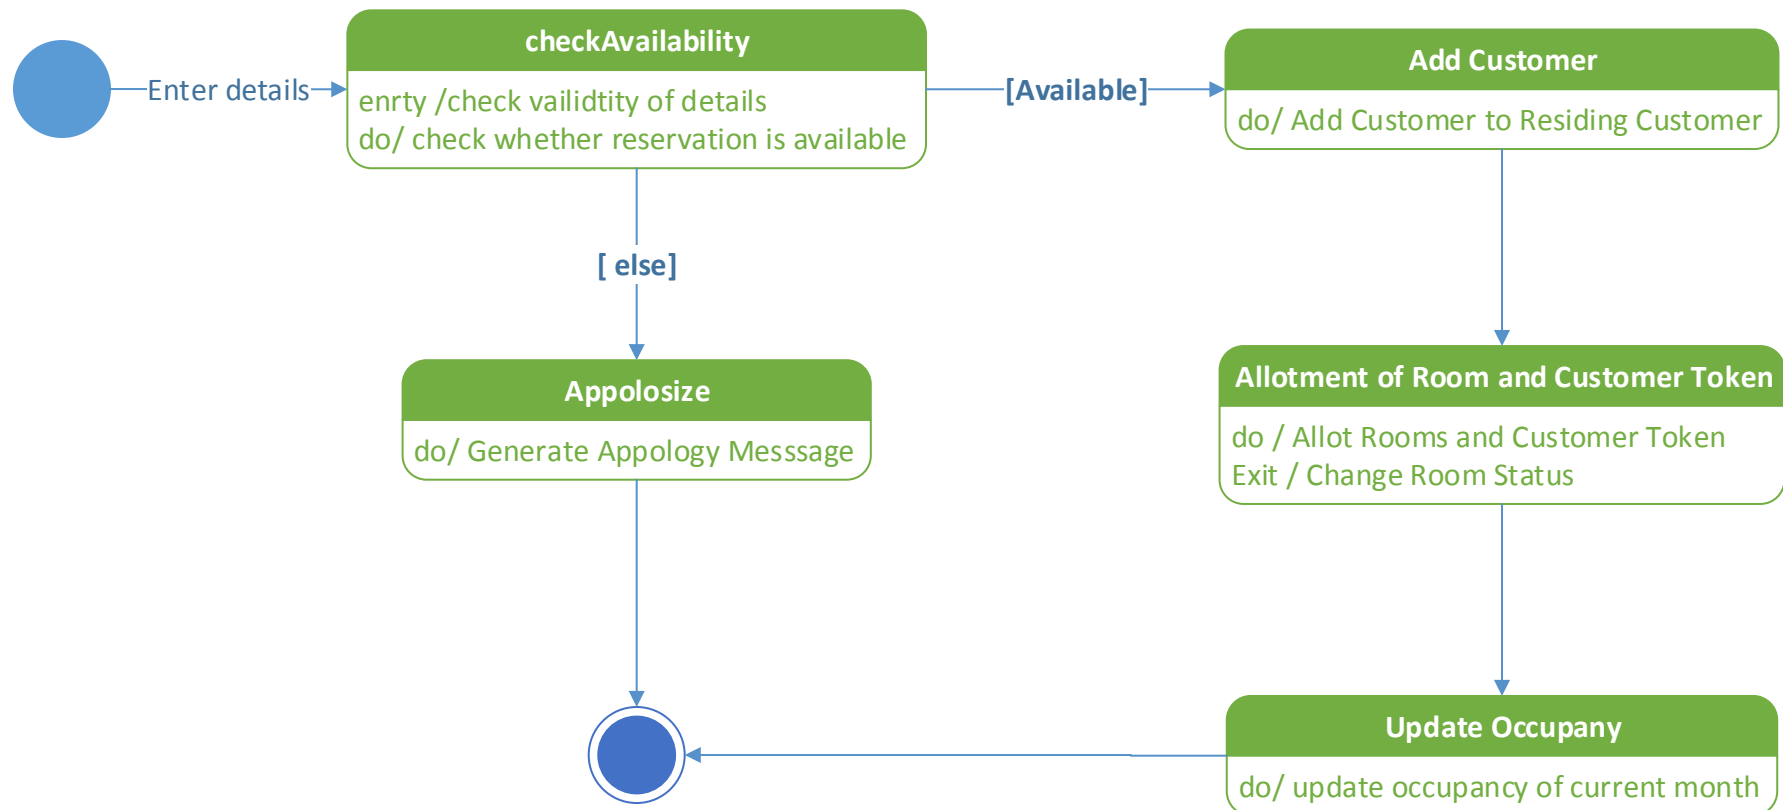 Enter details
checkAvailability
enrty /check vailidtity of details
do/ check whether reservation is available
[Available]
Add Customer
do/ Add Customer to Residing Customer
[ else]
Appolosize
do/ Generate Appology Messsage
Allotment of Room and Customer Token
do / Allot Rooms and Customer Token
Exit / Change Room Status
Update Occupany
do/ update occupancy of current month